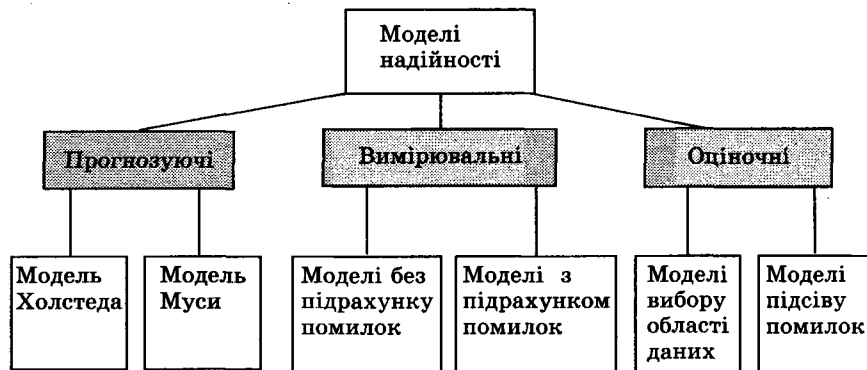 Моделі
надійності
Прогнозуючі
Вимірювальні
Оціночні
Модель
Холстеда
Модель
Муси
Моделі без
підрахунку
помилок
Моделі з
підрахунком
помилок
Моделі
вибору
області
даних
Моделі
підсіву
помилок